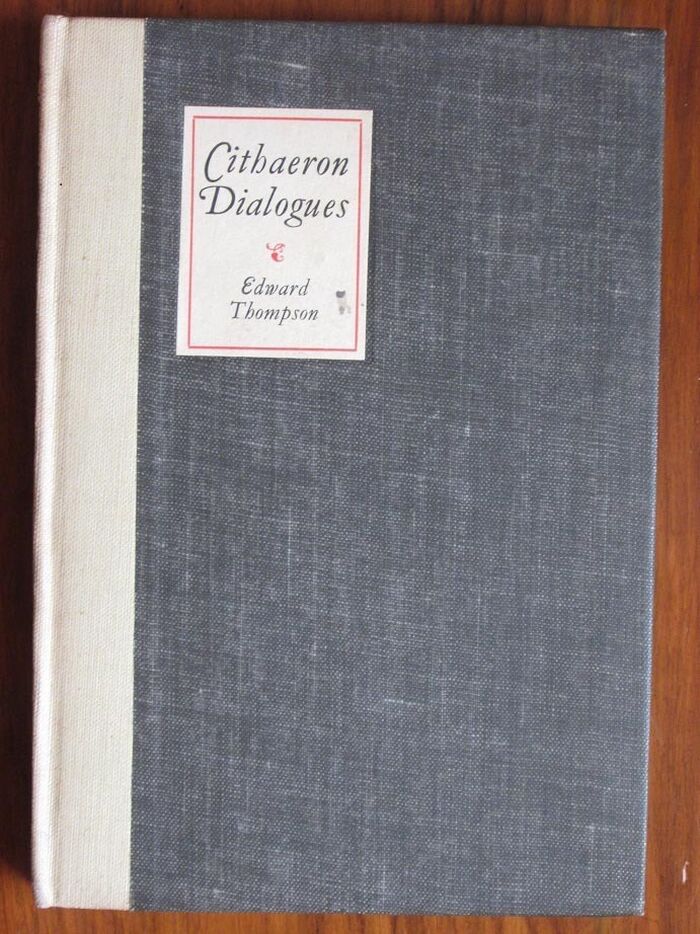 Cithaeron
Dialogues
Edward
Thompson